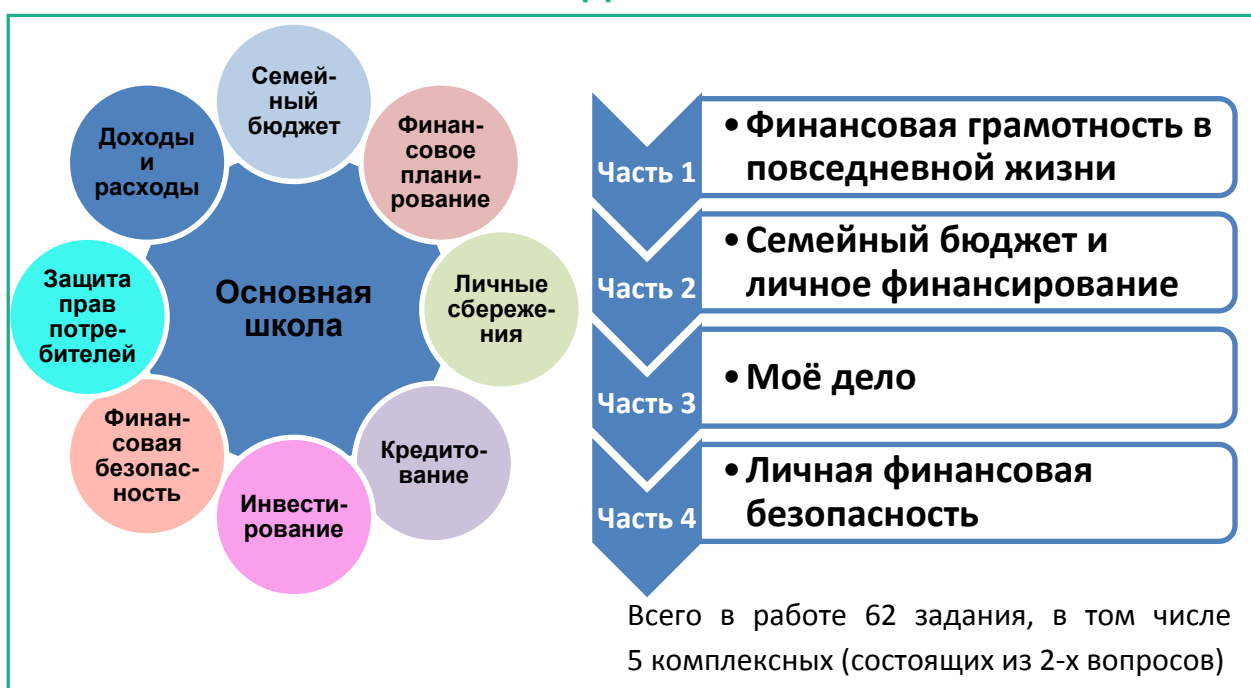 Семей-
ный
бюджет
Финан-
совое
плани-
рование
Личные
сбереже-
ния
Кредито-
вание
Инвести-
рование
Финан-
совая
безопас-
ность
Защита
прав
потре-
бителей
Доходы
и
расходы
Основная
школа
Часть 1
• Финансовая грамотность в
повседневной жизни
Часть 2
• Семейный бюджет и
личное финансирование
Часть 3
• Моё дело
Часть 4
• Личная финансовая
безопасность
Всего в работе 62 задания, в том числе
5 комплексных (состоящих из 2-х вопросов)